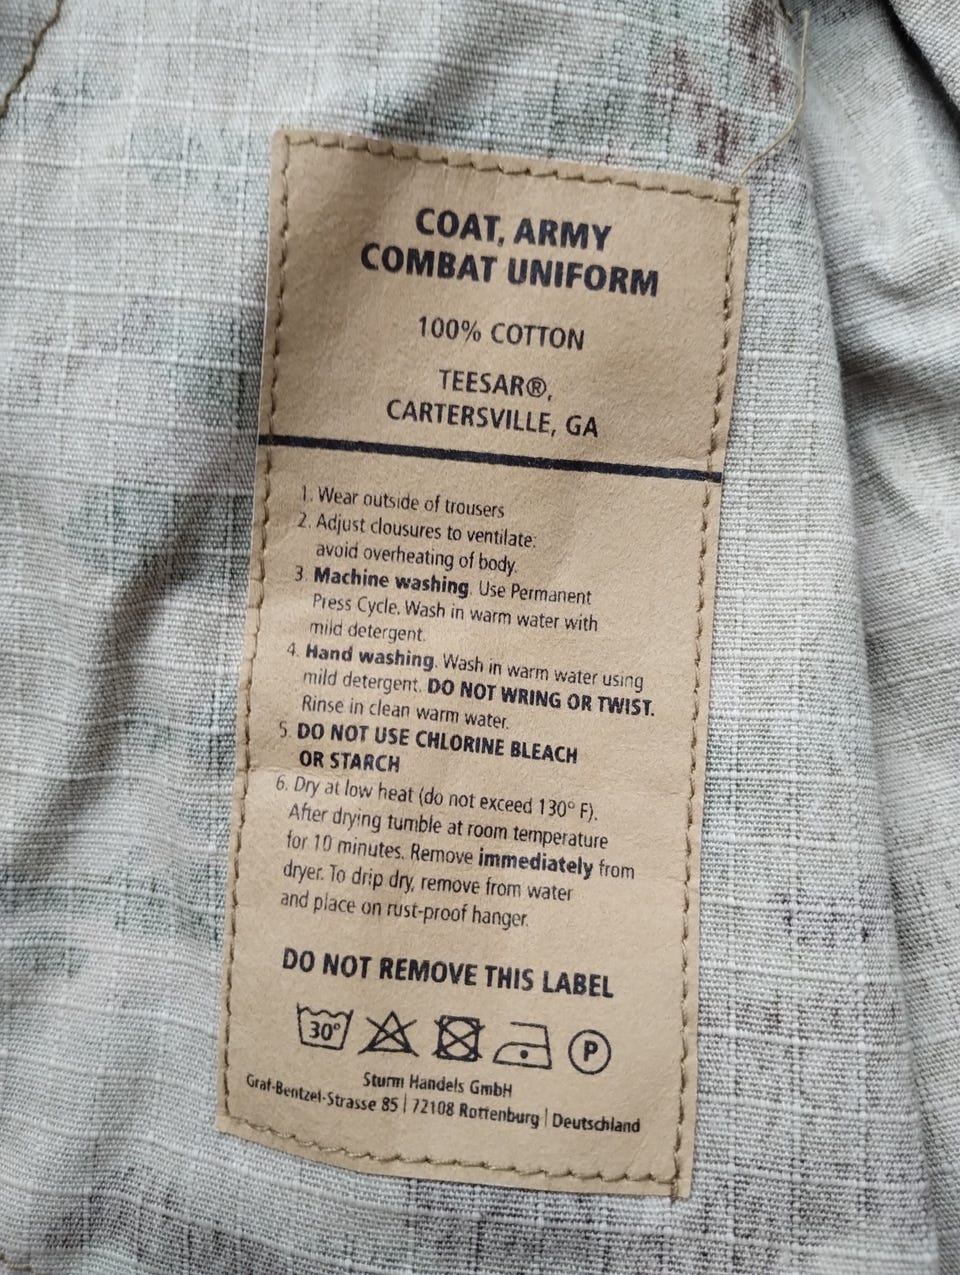 COAT, ARMY
COMBAT UNIFORM
100% COTTON
TEESAR®,
CARTERSVILLE, GA
1. Wear outside of trousers
2. Adjust clousures to ventilate:
avoid overheating of body.
3. Machine washing. Use Permanent
Press Cycle. Wash in warm water with
mild detergent.
4. Hand washing. Wash in warm water using
mild detergent. DO NOT WRING OR TWIST.
Rinse in clean warm water.
5. DO NOT USE CHLORINE BLEACH
OR STARCH
6. Dry at low heat (do not exceed 130° F).
After drying tumble at room temperature
for 10 minutes. Remove immediately from
dryer. To drip dry, remove from water
and place on rust-proof hanger.
DO NOT REMOVE THIS LABEL
30° P
Sturm Handels GmbH
Graf-Bentzel-Strasse 85 | 72108 Rottenburg | Deutschland